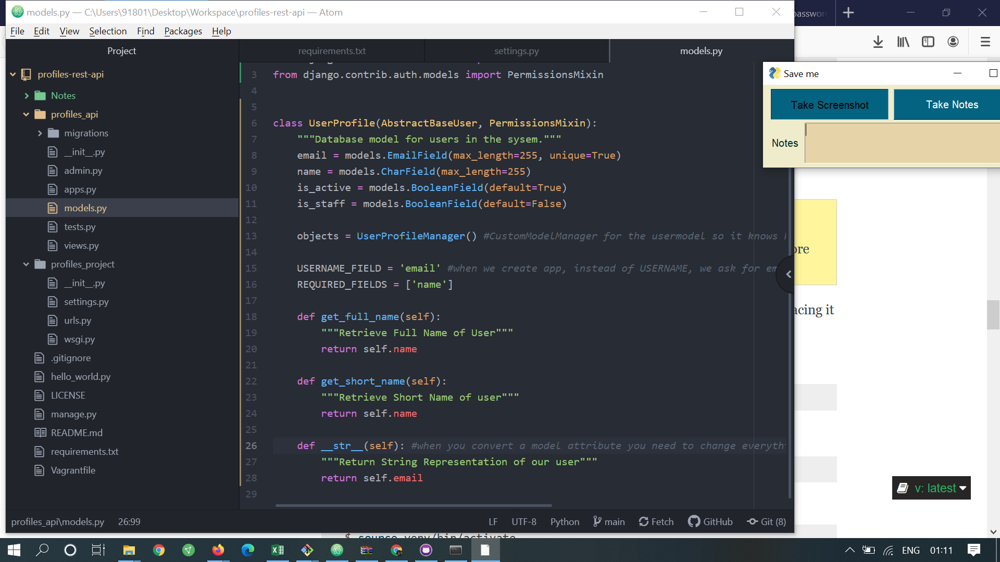 models.py — C:\Users\91801\Desktop\Workspace\profiles-rest-api — Atom
File Edit View Selection Find Packages Help
Project
requirements.txt
settings.py
models.py
profiles-rest-api
Notes
profiles_api
migrations
__init__.py
admin.py
apps.py
models.py
tests.py
views.py
profiles_project
__init__.py
settings.py
urls.py
wsgi.py
.gitignore
hello_world.py
LICENSE
manage.py
README.md
requirements.txt
Vagrantfile
3 from django.contrib.auth.models import PermissionsMixin
4
5
6 class UserProfile(AbstractBaseUser, PermissionsMixin):
7 """Database model for users in the sysem."""
8 email = models.EmailField(max_length=255, unique=True)
9 name = models.CharField(max_length=255)
10 is_active = models.BooleanField(default=True)
11 is_staff = models.BooleanField(default=False)
12
13 objects = UserProfileManager() #CustomModelManager for the usermodel so it knows
14
15 USERNAME_FIELD = 'email' #when we create app, instead of USERNAME, we ask for em
16 REQUIRED_FIELDS = ['name']
17
18 def get_full_name(self):
19 """Retrieve Full Name of User"""
20 return self.name
21
22 def get_short_name(self):
23 """Retrieve Short Name of user"""
24 return self.name
25
26 def __str__(self): #when you convert a model attribute you need to change everyth
27 """Return String Representation of our user"""
28 return self.email
29
profiles_api\models.py 26:99
LF UTF-8 Python main Fetch GitHub Git (8)
password
Save me
Take Screenshot
Take Notes
Notes
ore
acing it
v: latest
$ source venv/bin/activate
ENG 01:11